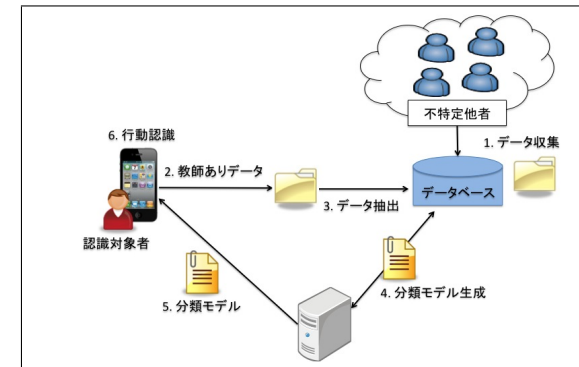 不特定他者
1. データ収集
6. 行動認識
2. 教師ありデータ
データベース
3. データ抽出
認識対象者
4. 分類モデル生成
5. 分類モデル